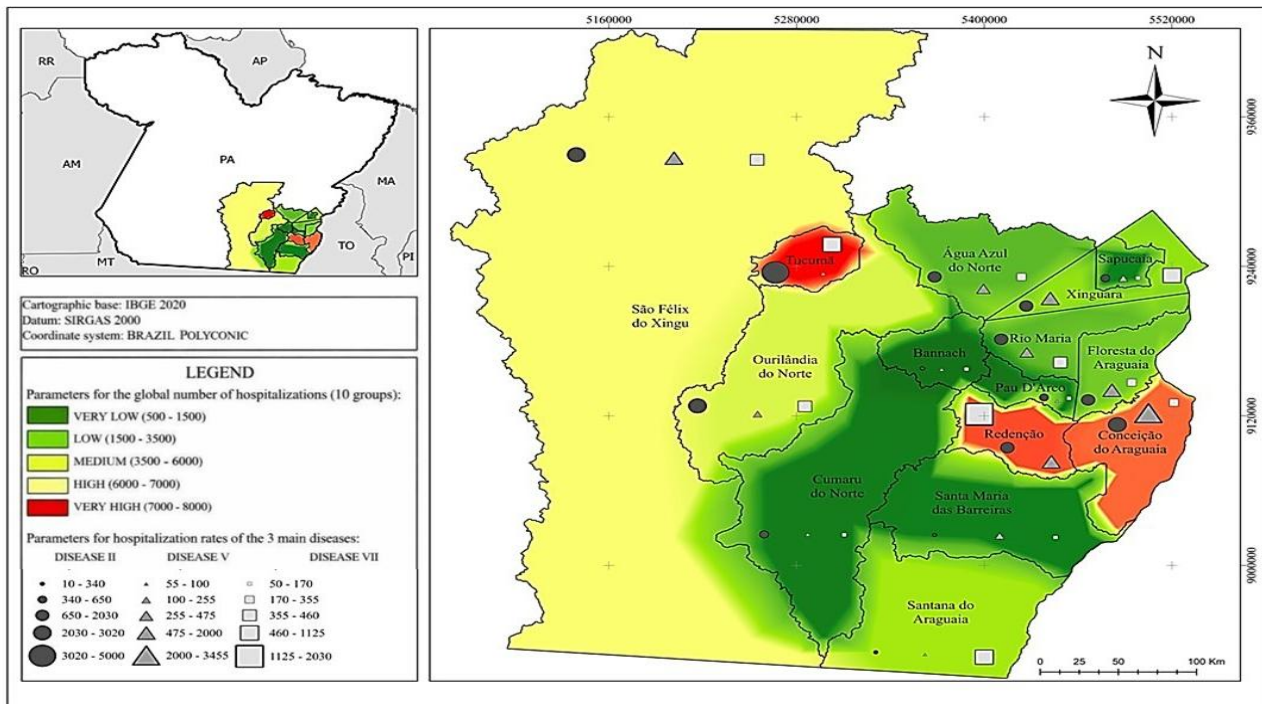 5160000 5280000 5400000 5520000
RR
AP
AM
PA
MA
TO
PI
MT
RO
Cartographic base: IBGE 2020
Datum: SIRGAS 2000
Coordinate system: BRAZIL POLYCONIC
LEGEND
Parameters for the global number of hospitalizations (10 groups):
VERY LOW (500 - 1500)
LOW (1500 - 3500)
MEDIUM (3500 - 6000)
HIGH (6000 - 7000)
VERY HIGH (7000 - 8000)
Parameters for hospitalization rates of the 3 main diseases:
DISEASE II DISEASE V DISEASE VII
10 - 340 55 - 100 50 - 170
340 - 650 100 - 255 170 - 355
650 - 2030 255 - 475 355 - 460
2030 - 3020 475 - 2000 460 - 1125
3020 - 5000 2000 - 3455 1125 - 2030
N
9360000
9240000
9120000
9000000
Tucumã
2
São Félix
do Xingu
Água Azul
do Norte
Sapucaia
Xinguara
Ourilândia
do Norte
Bannach
Rio Maria
Floresta do
Araguaia
Pau D'Arco
Redenção
Conceição
do Araguaia
Cumaru
do Norte
Santa Maria
das Barreiras
Santana do
Araguaia
0 50 100 Km